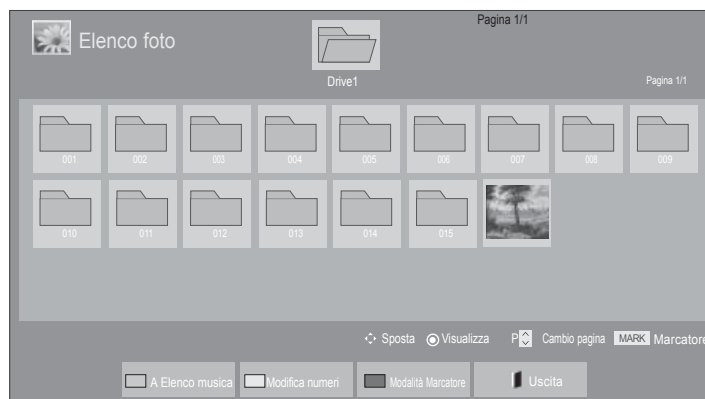 Pagina 1/1
Elenco foto
Drive1
Pagina 1/1
001 002 003 004 005 006 007 008 009
010 011 012 013 014 015
Sposta Visualizza P Cambio pagina MARK Marcatore
A Elenco musica Modifica numeri Modalità Marcatore Uscita